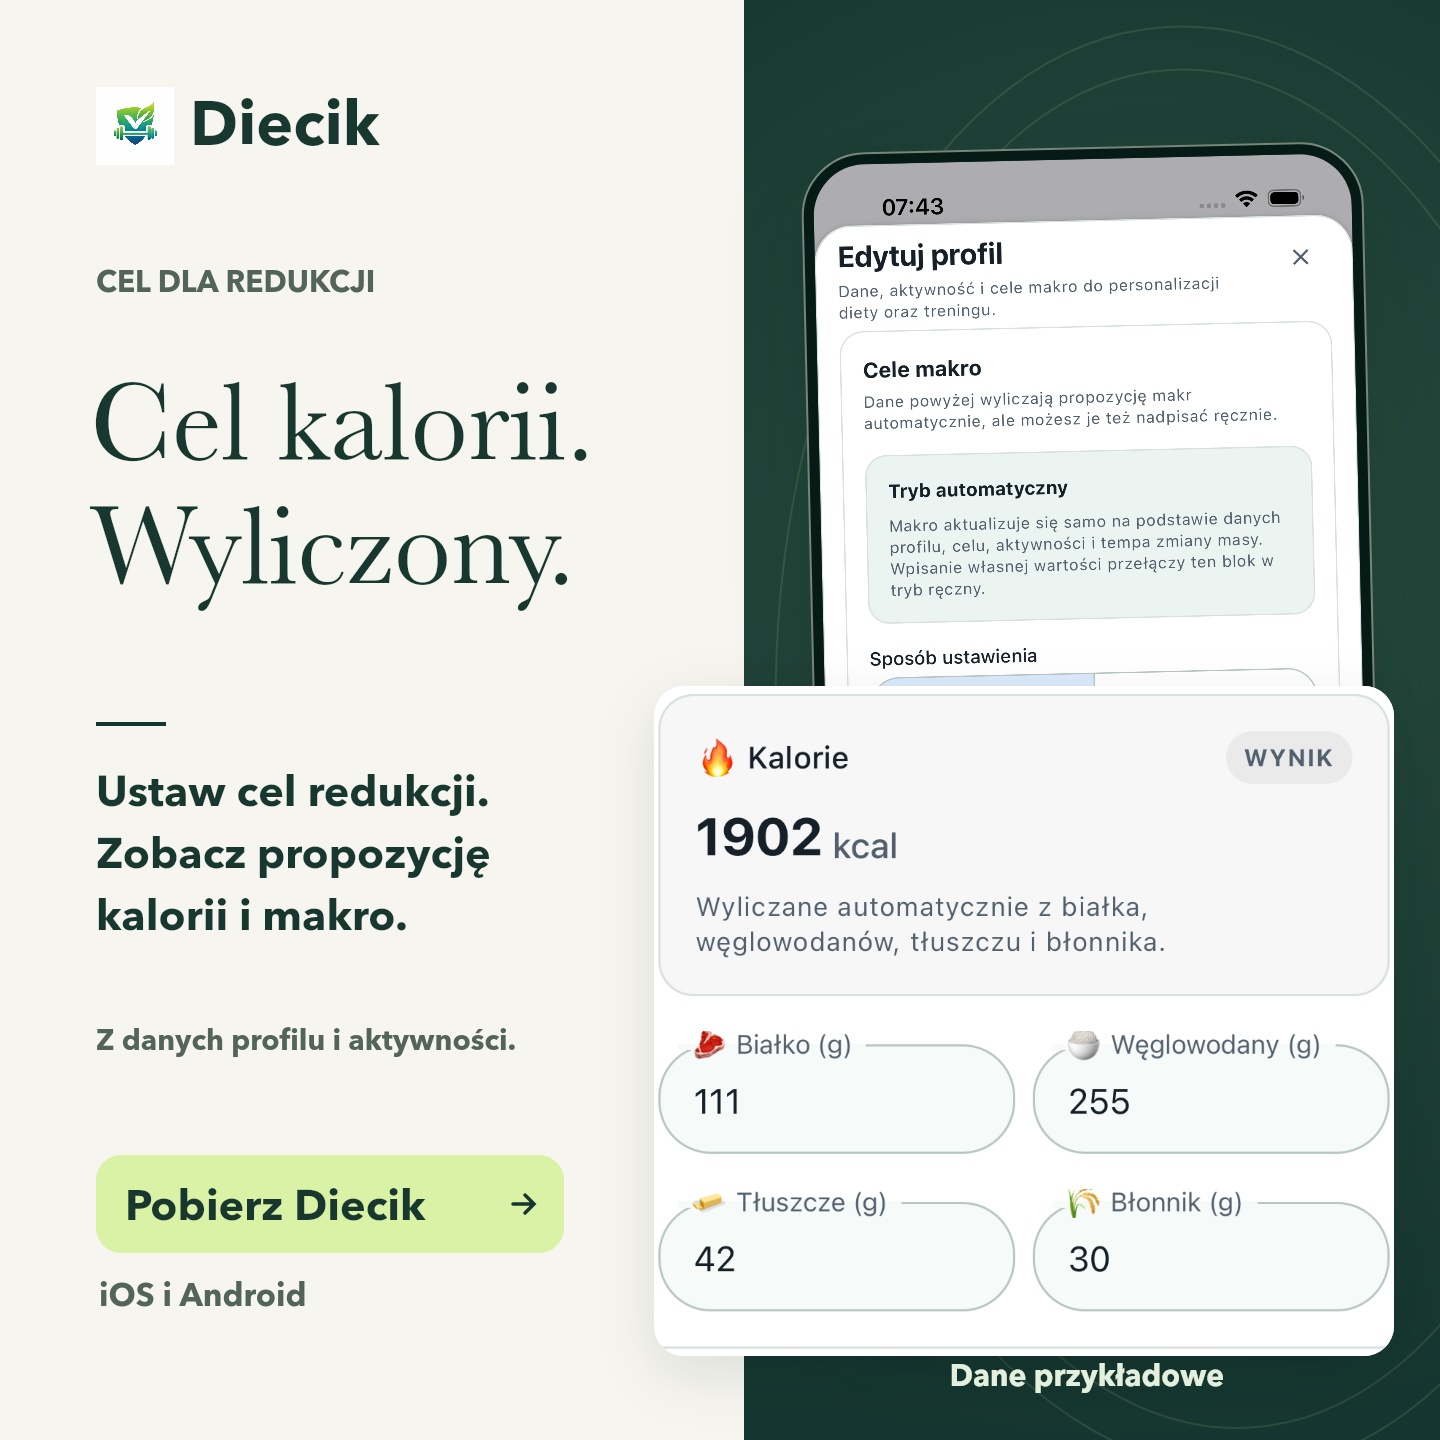 Diecik
CEL DLA REDUKCJI
Cel kalorii.
Wyliczony.
Ustaw cel redukcji.
Zobacz propozycję
kalorii i makro.
Z danych profilu i aktywności.
Pobierz Diecik →
iOS i Android
07:43
Edytuj profil
Dane, aktywność i cele makro do personalizacji
diety oraz treningu.
Cele makro
Dane powyżej wyliczają propozycję makr
automatycznie, ale możesz je też nadpisać ręcznie.
Tryb automatyczny
Makro aktualizuje się samo na podstawie danych
profilu, celu, aktywności i tempa zmiany masy.
Wpisanie własnej wartości przełączy ten blok w
tryb ręczny.
Sposób ustawienia
🔥 Kalorie
WYNIK
1902 kcal
Wyliczane automatycznie z białka,
węglowodanów, tłuszczu i błonnika.
Białko (g)
111
Węglowodany (g)
255
Tłuszcze (g)
42
Błonnik (g)
30
Dane przykładowe